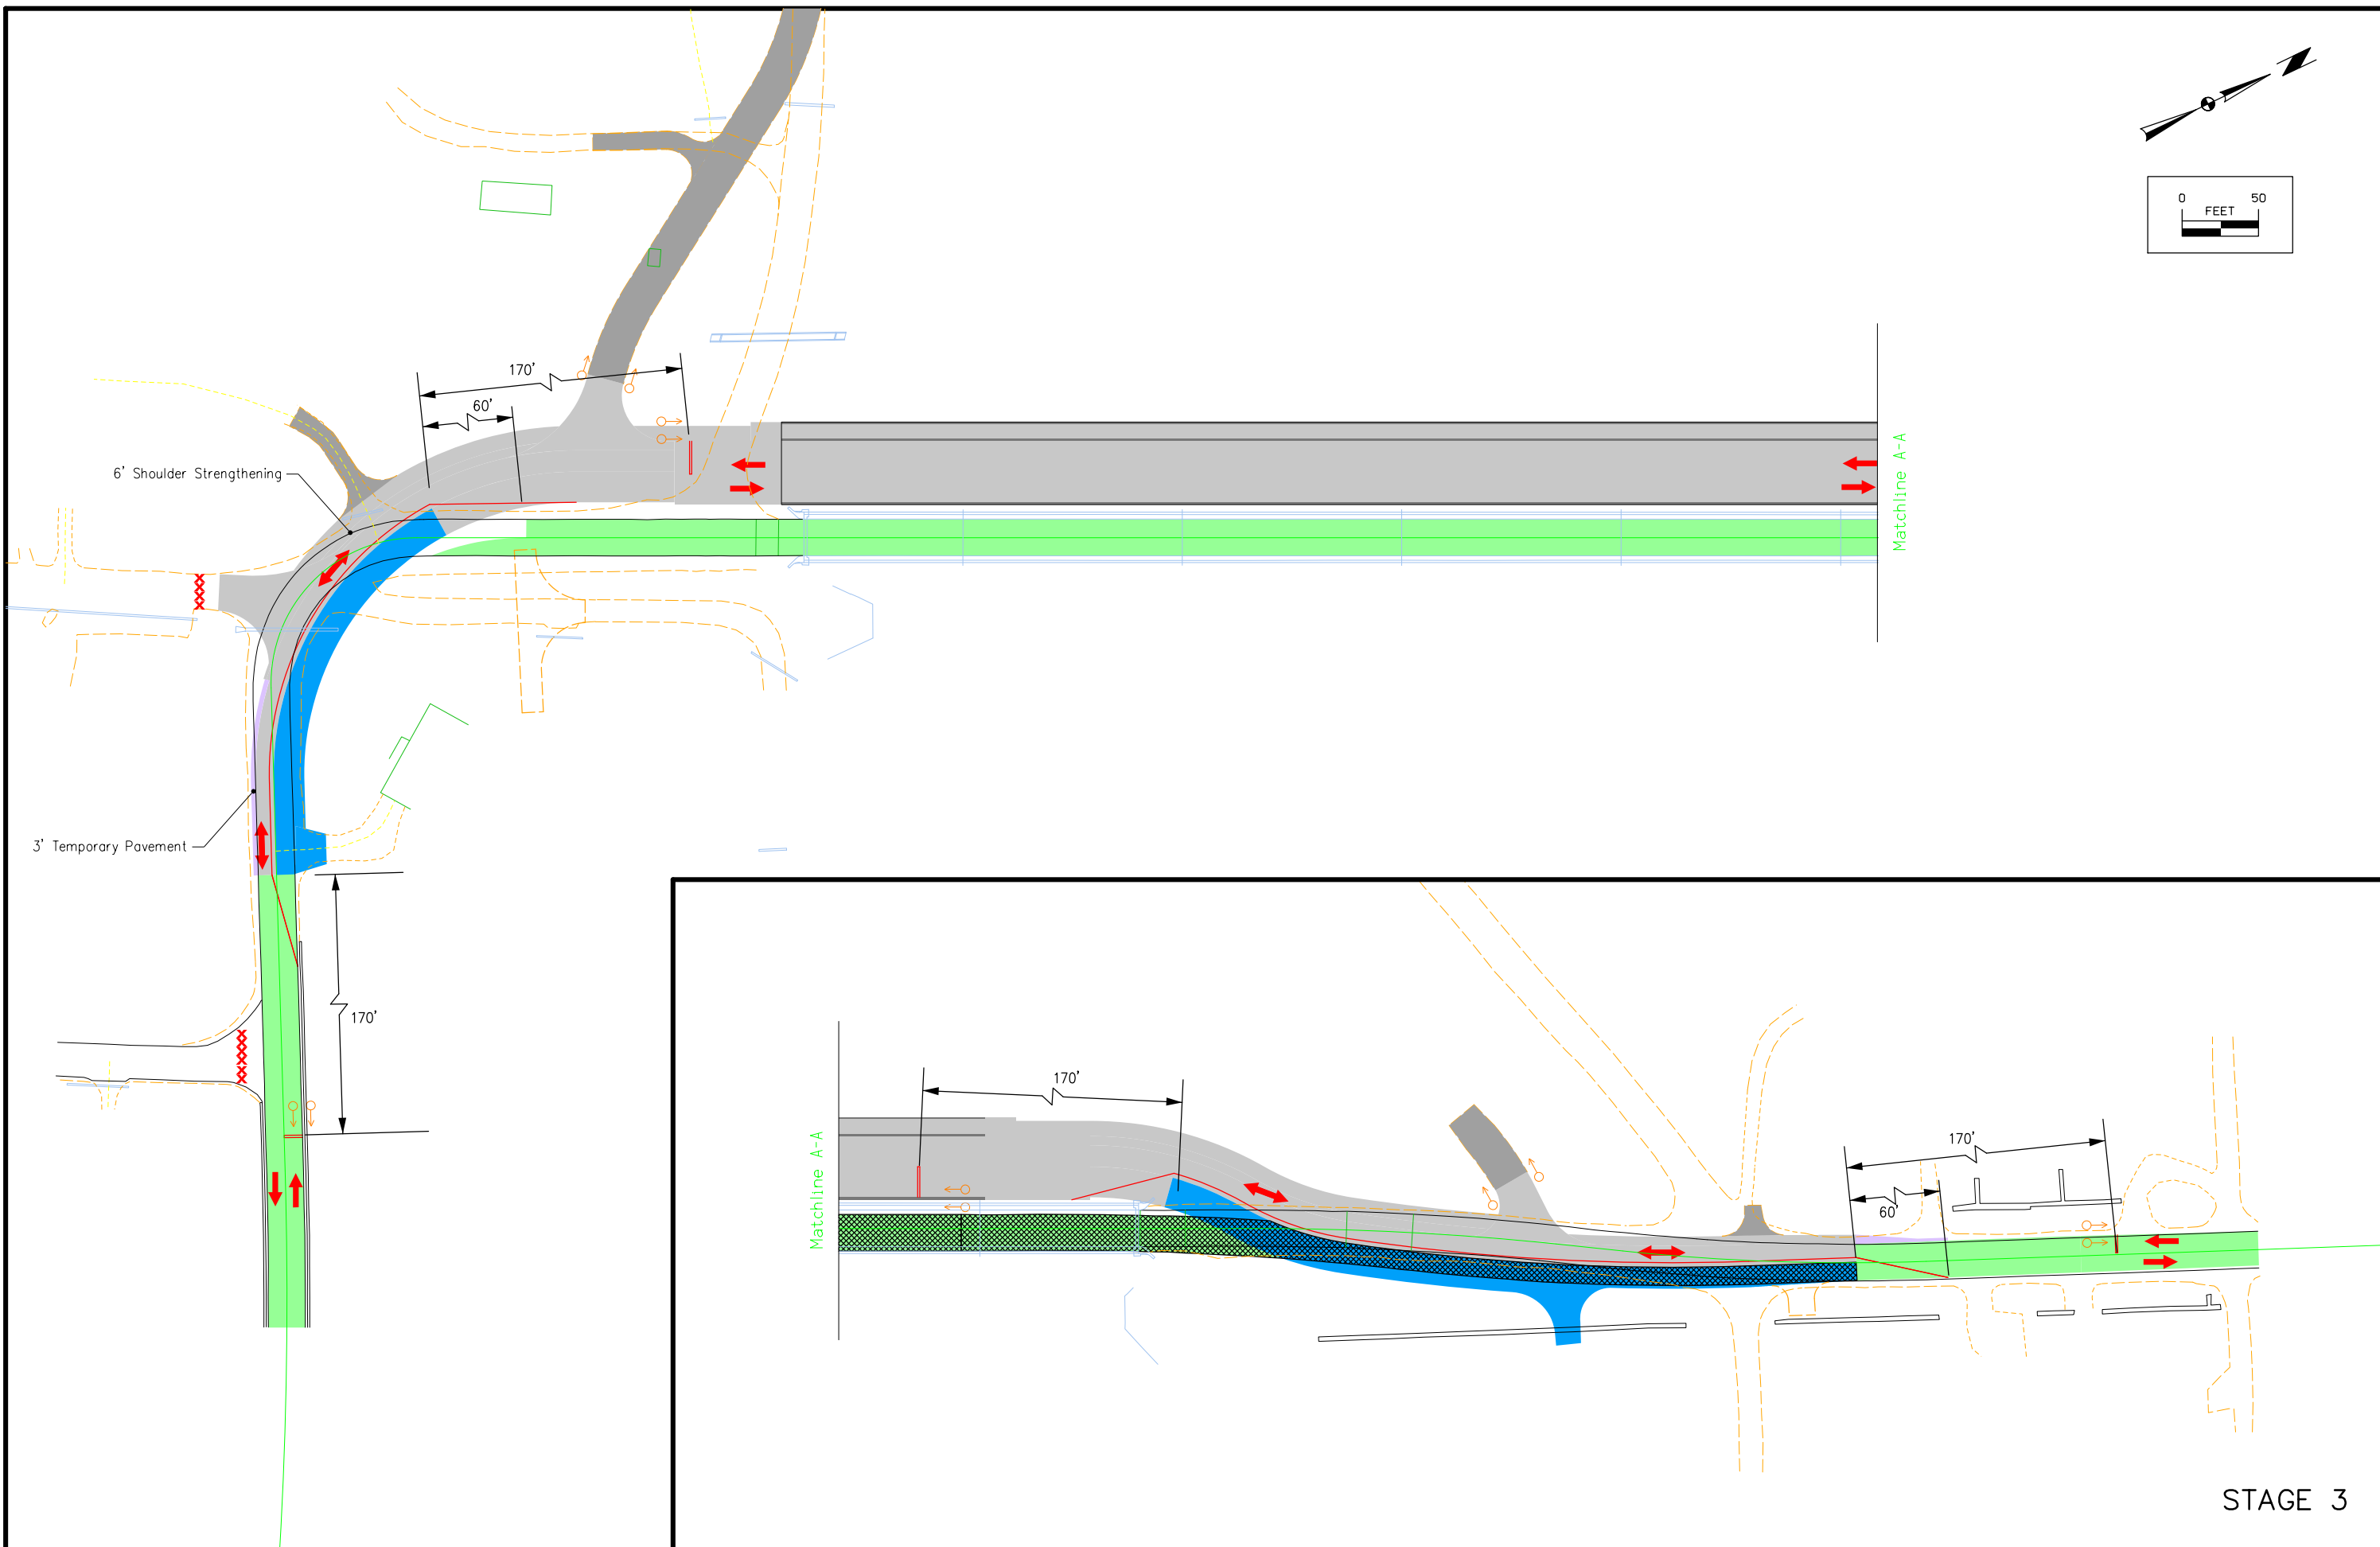 Z
0 50
FEET
170'
60'
6' Shoulder Strengthening
Matchline A-A
3' Temporary Pavement
170'
170'
170'
60'
Matchline A-A
STAGE 3